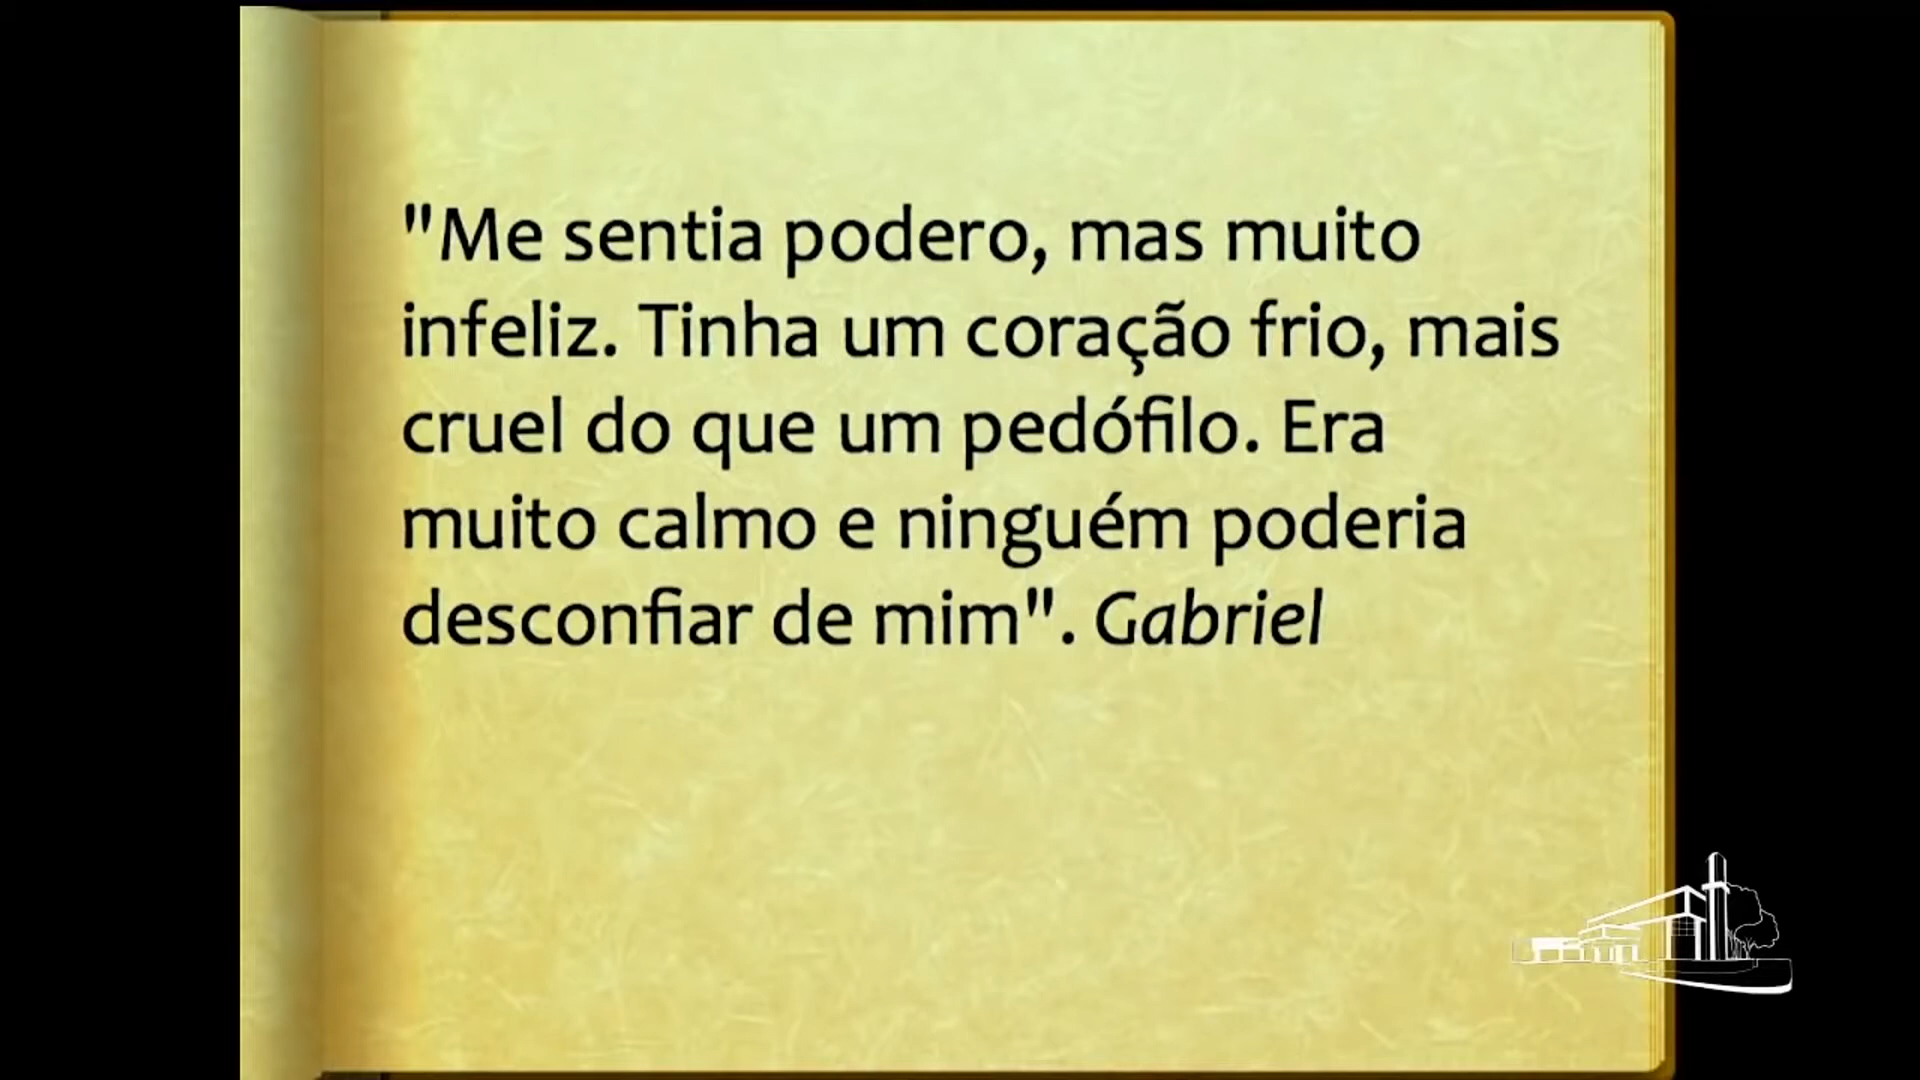 "Me sentia podero, mas muito
infeliz. Tinha um coração frio, mais
cruel do que um pedófilo. Era
muito calmo e ninguém poderia
desconfiar de mim". Gabriel